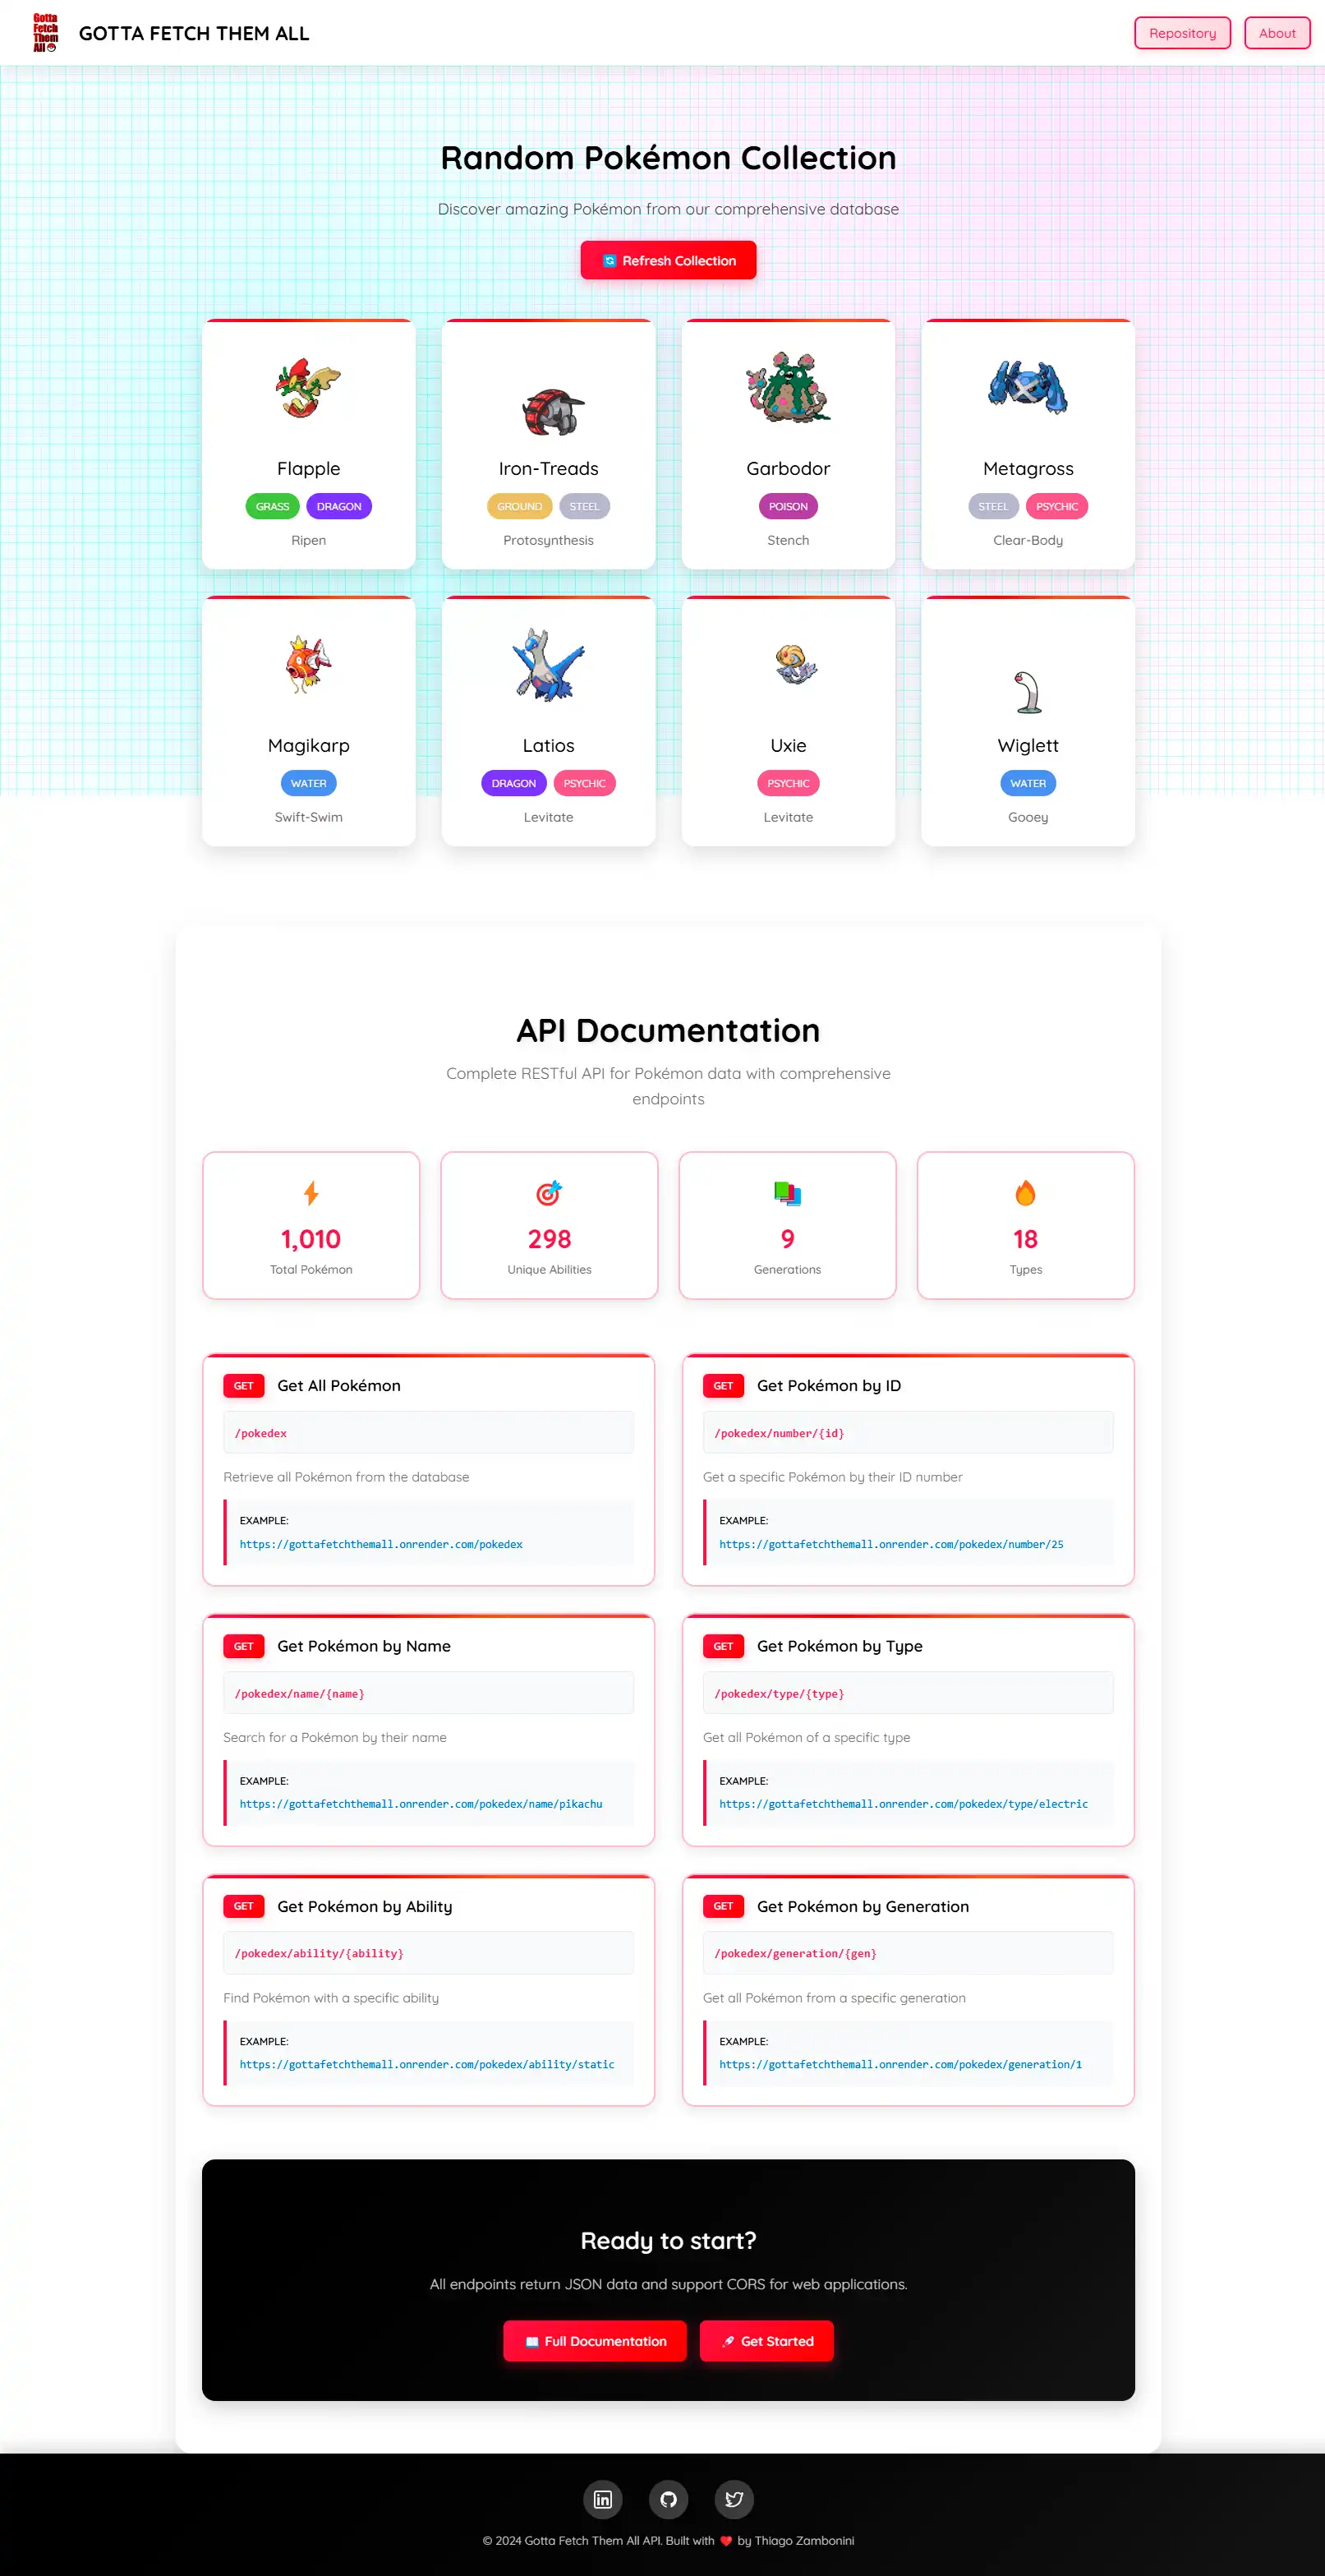 Gotta
Fetch
Them
All
GOTTA FETCH THEM ALL
Repository
About
Random Pokémon Collection
Discover amazing Pokémon from our comprehensive database
Refresh Collection
Flapple
GRASS
DRAGON
Ripen
Iron-Treads
GROUND
STEEL
Protosynthesis
Garbodor
POISON
Stench
Metagross
STEEL
PSYCHIC
Clear-Body
Magikarp
WATER
Swift-Swim
Latios
DRAGON
PSYCHIC
Levitate
Uxie
PSYCHIC
Levitate
Wiglett
WATER
Gooey
API Documentation
Complete RESTful API for Pokémon data with comprehensive
endpoints
1,010
Total Pokémon
298
Unique Abilities
9
Generations
18
Types
GET Get All Pokémon
/pokedex
Retrieve all Pokémon from the database
EXAMPLE:
https://gottafetchthemall.onrender.com/pokedex
GET Get Pokémon by ID
/pokedex/number/{id}
Get a specific Pokémon by their ID number
EXAMPLE:
https://gottafetchthemall.onrender.com/pokedex/number/25
GET Get Pokémon by Name
/pokedex/name/{name}
Search for a Pokémon by their name
EXAMPLE:
https://gottafetchthemall.onrender.com/pokedex/name/pikachu
GET Get Pokémon by Type
/pokedex/type/{type}
Get all Pokémon of a specific type
EXAMPLE:
https://gottafetchthemall.onrender.com/pokedex/type/electric
GET Get Pokémon by Ability
/pokedex/ability/{ability}
Find Pokémon with a specific ability
EXAMPLE:
https://gottafetchthemall.onrender.com/pokedex/ability/static
GET Get Pokémon by Generation
/pokedex/generation/{gen}
Get all Pokémon from a specific generation
EXAMPLE:
https://gottafetchthemall.onrender.com/pokedex/generation/1
Ready to start?
All endpoints return JSON data and support CORS for web applications.
Full Documentation
Get Started
© 2024 Gotta Fetch Them All API. Built with ❤️ by Thiago Zambonini